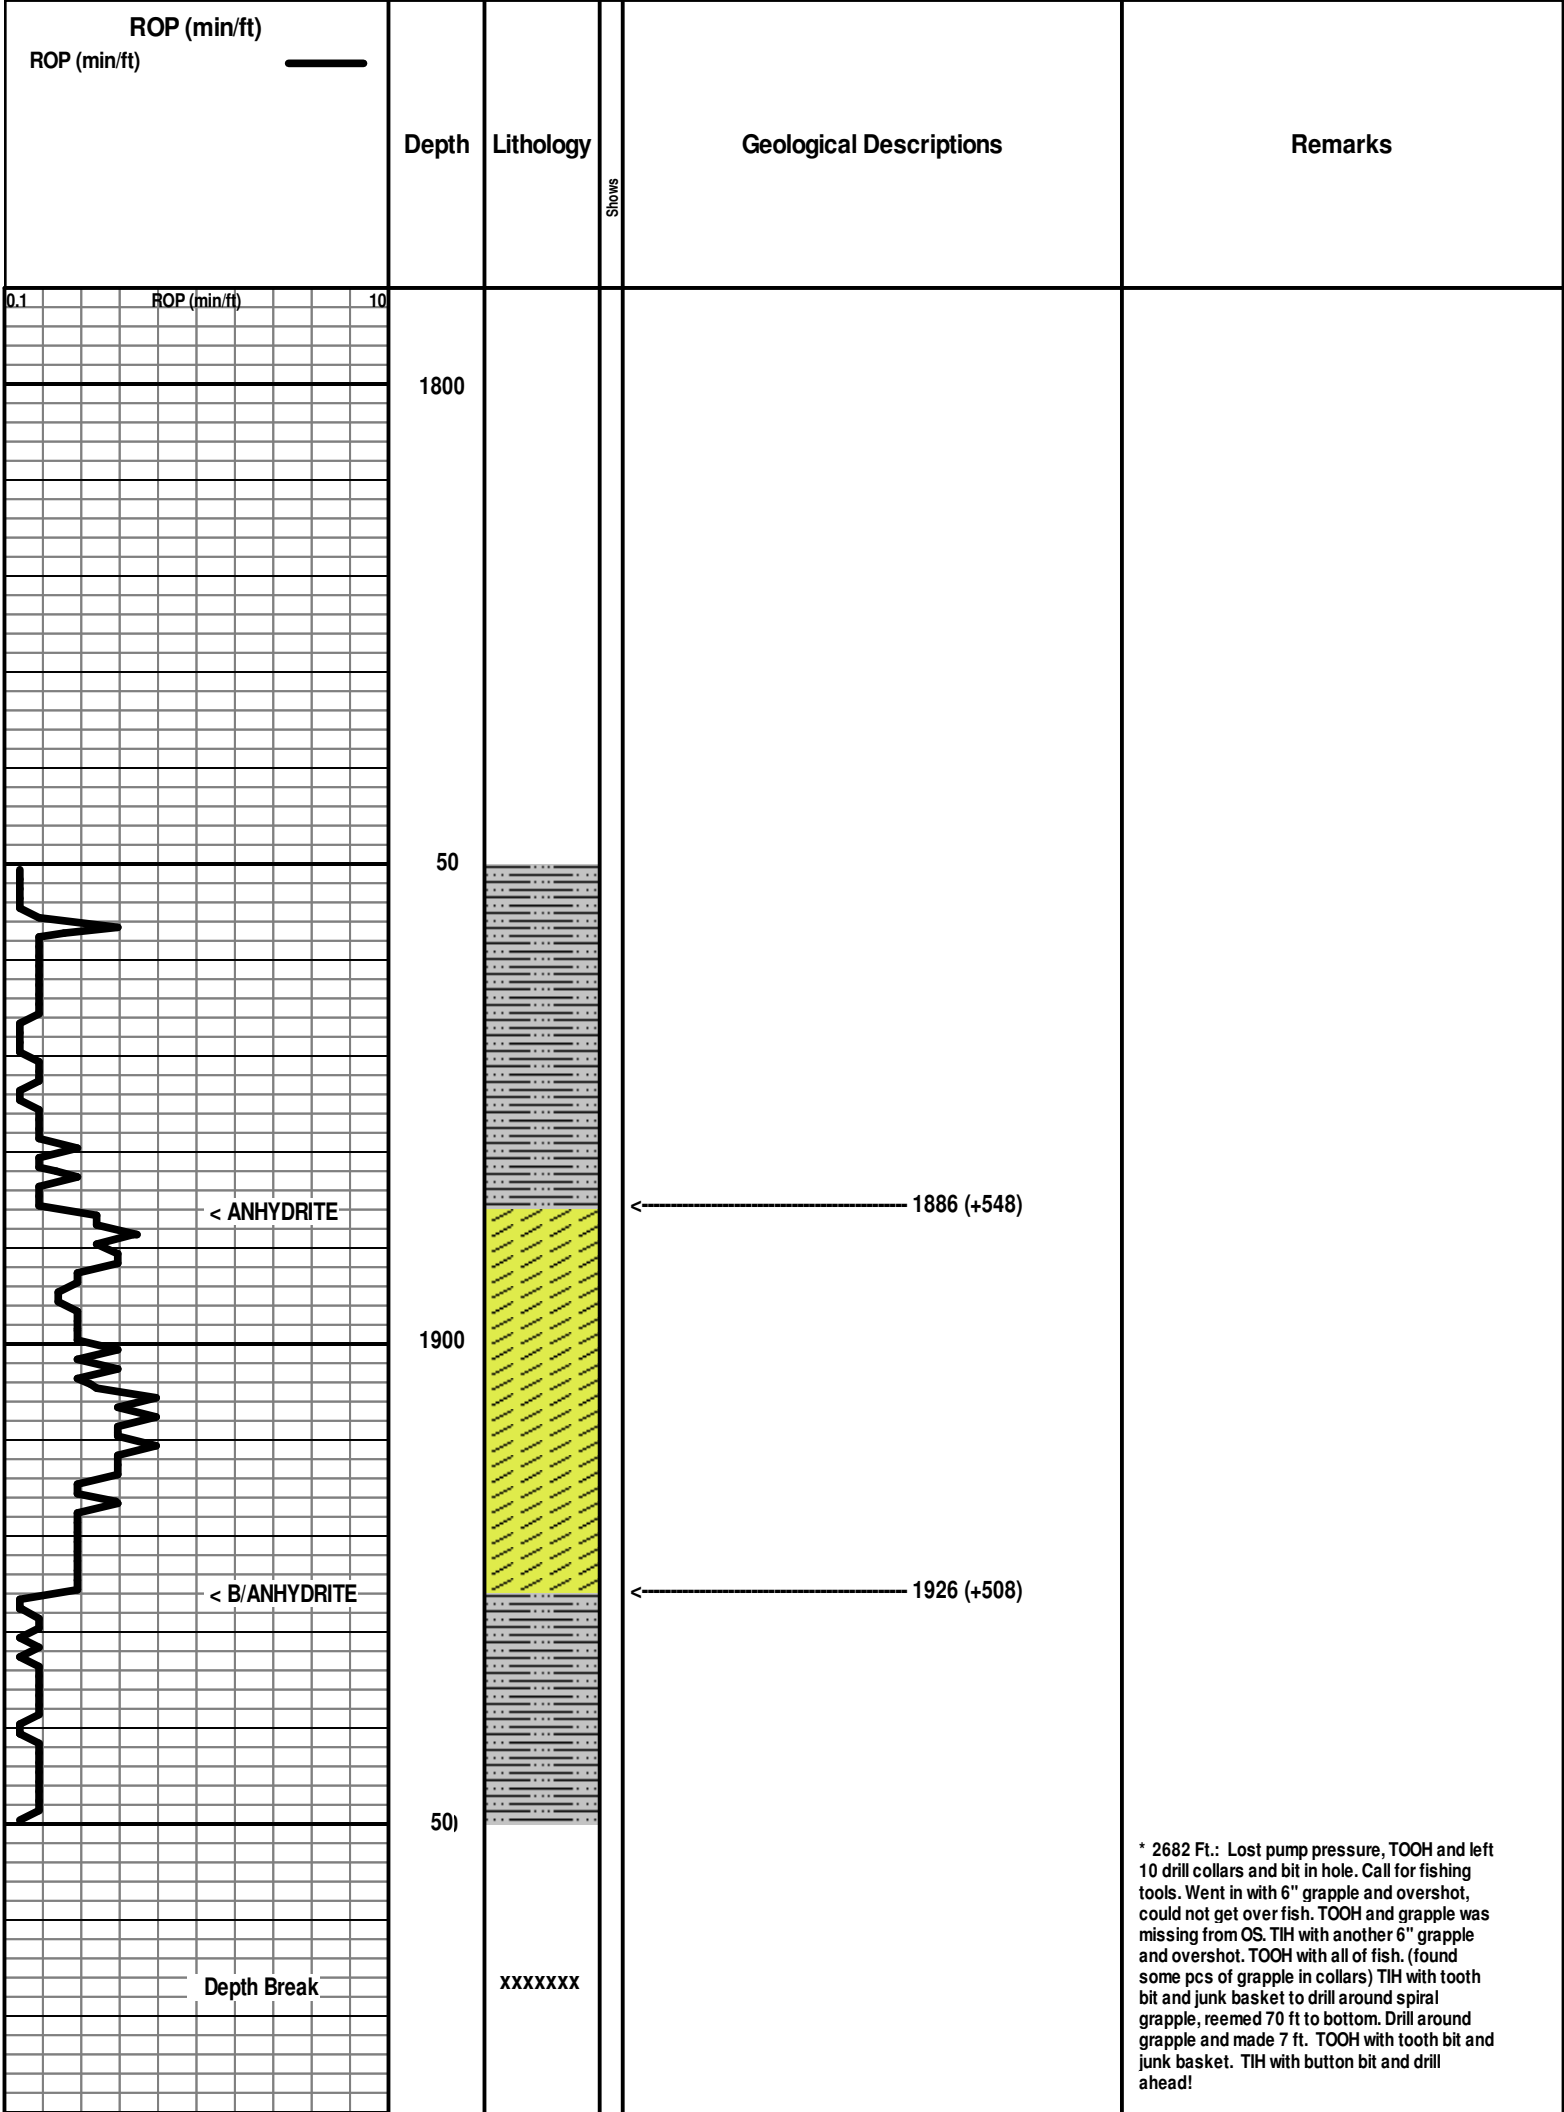 ROP (min/ft)
ROP (min/ft)
Depth
Lithology
Shows
Geological Descriptions
Remarks
0.1 ROP (min/ft) 10
1800
50
< ANHYDRITE
<---------------------------------------- 1886 (+548)
1900
< B/ANHYDRITE
<---------------------------------------- 1926 (+508)
50)
Depth Break
xxxxxxx
* 2682 Ft.: Lost pump pressure, TOOH and left
10 drill collars and bit in hole. Call for fishing
tools. Went in with 6" grapple and overshot,
could not get over fish. TOOH and grapple was
missing from OS. TIH with another 6" grapple
and overshot. TOOH with all of fish. (found
some pcs of grapple in collars) TIH with tooth
bit and junk basket to drill around spiral
grapple, reemed 70 ft to bottom. Drill around
grapple and made 7 ft. TOOH with tooth bit and
junk basket. TIH with button bit and drill
ahead!